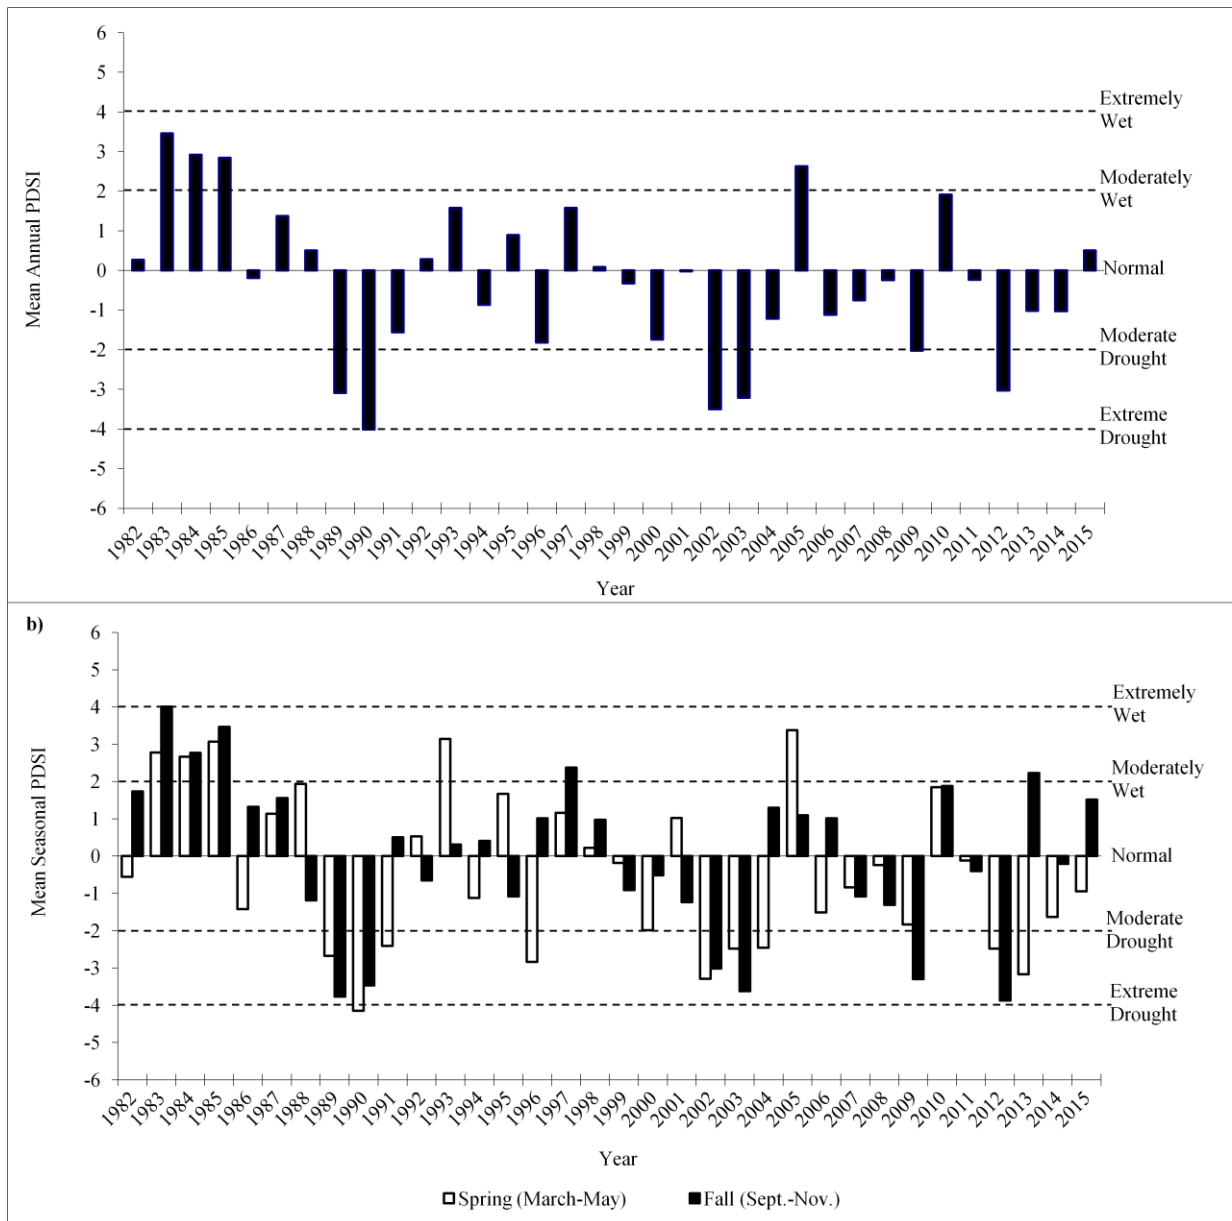 6
5
4
3
2
1
0
-1
-2
-3
-4
-5
-6
Mean Annual PDSI
Extremely
Wet
Moderately
Wet
Normal
Moderate
Drought
Extreme
Drought
1982 1983 1984 1985 1986 1987 1988 1989 1990 1991 1992 1993 1994 1995 1996 1997 1998 1999 2000 2001 2002 2003 2004 2005 2006 2007 2008 2009 2010 2011 2012 2013 2014 2015
Year
b)
6
5
4
3
2
1
0
-1
-2
-3
-4
-5
-6
Mean Seasonal PDSI
Extremely
Wet
Moderately
Wet
Normal
Moderate
Drought
Extreme
Drought
1982 1983 1984 1985 1986 1987 1988 1989 1990 1991 1992 1993 1994 1995 1996 1997 1998 1999 2000 2001 2002 2003 2004 2005 2006 2007 2008 2009 2010 2011 2012 2013 2014 2015
Year
Spring (March-May) Fall (Sept.-Nov.)